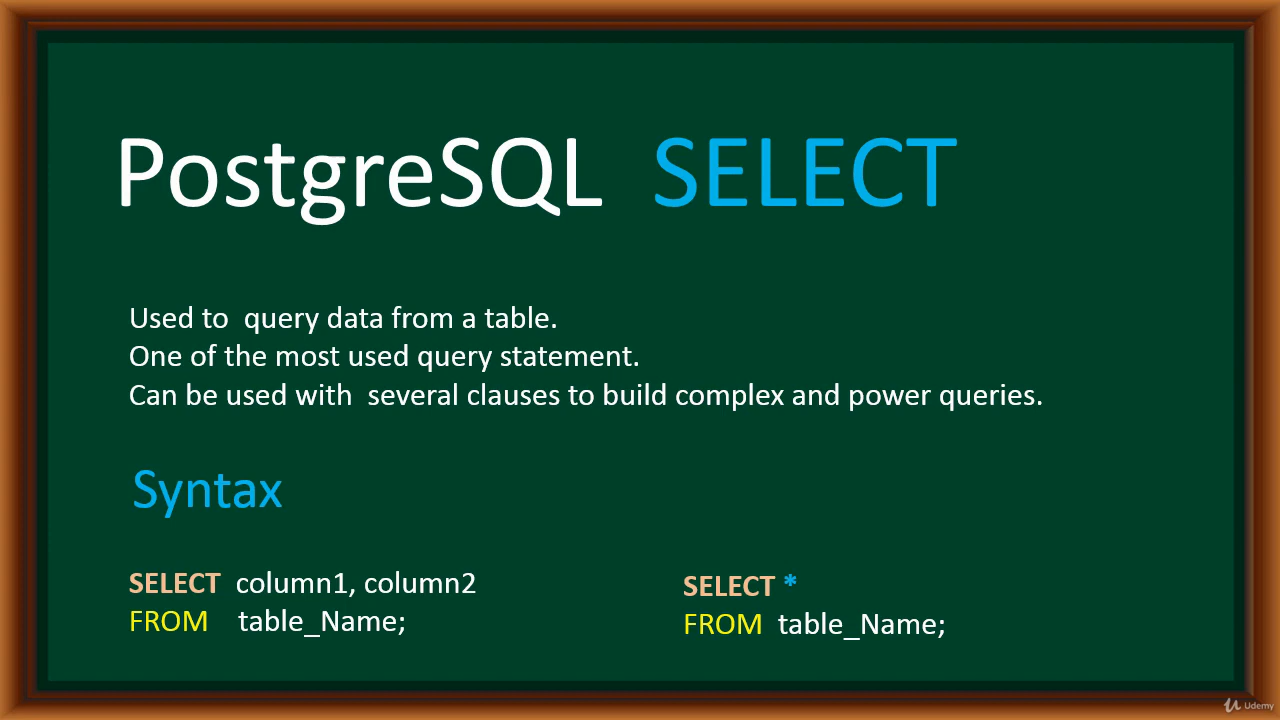 PostgreSQL SELECT
Used to query data from a table.
One of the most used query statement.
Can be used with several clauses to build complex and power queries.
Syntax
SELECT column1, column2
FROM table_Name;
SELECT *
FROM table_Name;
Udemy